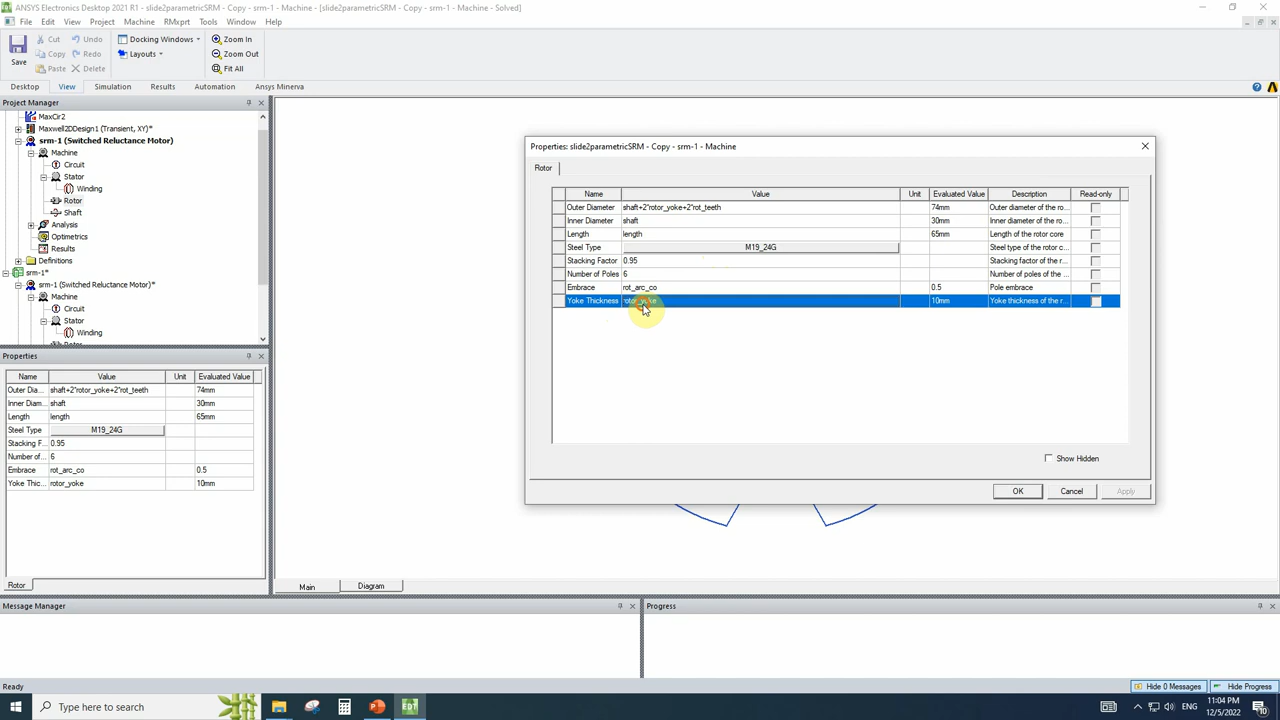 ANSYS Electronics Desktop 2021 R1 - slide2parametricSRM - Copy - srm-1 - Machine - [slide2parametricSRM - Copy - srm-1 - Machine - Solved]
File Edit View Project Machine RMxprt Tools Window Help
Save
Cut
Copy
Paste
Undo
Redo
Delete
Docking Windows
Layouts
Zoom In
Zoom Out
Fit All
Desktop View Simulation Results Automation Ansys Minerva
Project Manager
MaxCir2
Maxwell2DDesign1 (Transient, XY)*
srm-1 (Switched Reluctance Motor)
Machine
Circuit
Stator
Winding
Rotor
Shaft
Analysis
Optimetrics
Results
Definitions
srm-1*
srm-1 (Switched Reluctance Motor)*
Machine
Circuit
Stator
Winding
Properties
Name Value Unit Evaluated Value
Outer Dia... shaft+2*rotor_yoke+2*rot_teeth 74mm
Inner Diam... shaft 30mm
Length length 65mm
Steel Type M19_24G
Stacking F... 0.95
Number of... 6
Embrace rot_arc_co 0.5
Yoke Thic... rotor_yoke 10mm
Rotor
Properties: slide2parametricSRM - Copy - srm-1 - Machine
Rotor
Name Value Unit Evaluated Value Description Read-only
Outer Diameter shaft+2*rotor_yoke+2*rot_teeth 74mm Outer diameter of the ro...
Inner Diameter shaft 30mm Inner diameter of the ro...
Length length 65mm Length of the rotor core
Steel Type M19_24G Steel type of the rotor c...
Stacking Factor 0.95 Stacking factor of the r...
Number of Poles 6 Number of poles of the ...
Embrace rot_arc_co 0.5 Pole embrace
Yoke Thickness rotor_yoke 10mm Yoke thickness of the r...
Show Hidden
OK Cancel Apply
Main Diagram
Message Manager
Progress
Ready
Hide 0 Messages Hide Progress
Type here to search
ENG
11:04 PM
12/5/2022